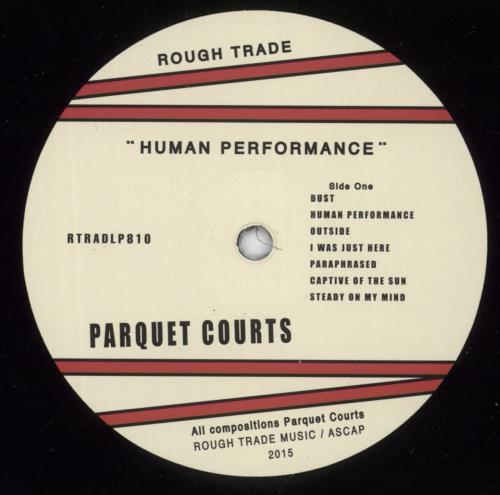 ROUGH TRADE
"HUMAN PERFORMANCE"
Side One
DUST
HUMAN PERFORMANCE
OUTSIDE
I WAS JUST HERE
PARAPHRASED
CAPTIVE OF THE SUN
STEADY ON MY MIND
RTRADLP810
PARQUET COURTS
All compositions Parquet Courts
ROUGH TRADE MUSIC / ASCAP
2015